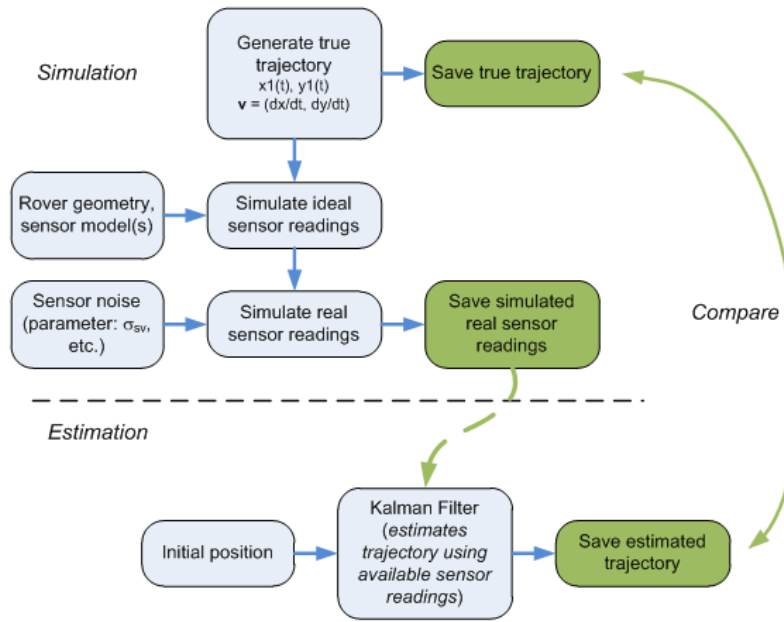 Simulation
Generate true
trajectory
x1(t), y1(t)
v = (dx/dt, dy/dt)
Save true trajectory
Rover geometry,
sensor model(s)
Simulate ideal
sensor readings
Sensor noise
(parameter: σsv,
etc.)
Simulate real
sensor readings
Save simulated
real sensor
readings
Compare
Estimation
Initial position
Kalman Filter
(estimates
trajectory using
available sensor
readings)
Save estimated
trajectory